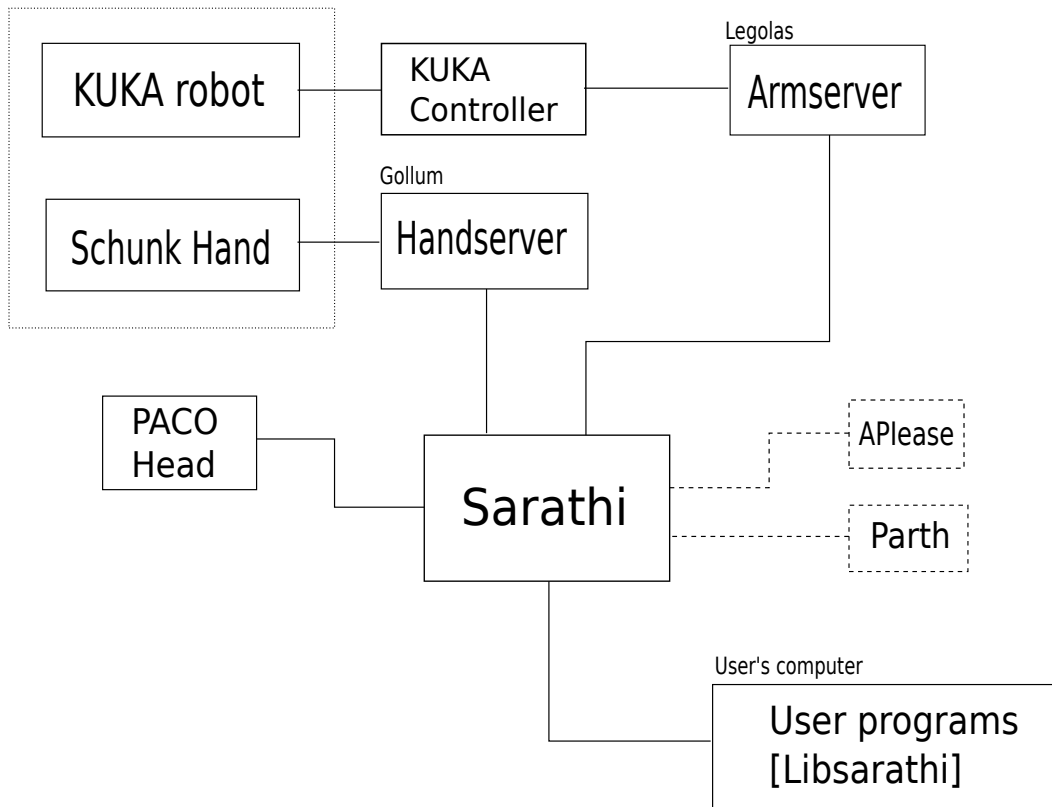 Legolas
KUKA robot
KUKA
Controller
Armserver
Gollum
Schunk Hand
Handserver
PACO
Head
APlease
Sarathi
Parth
User's computer
User programs
[Libsarathi]